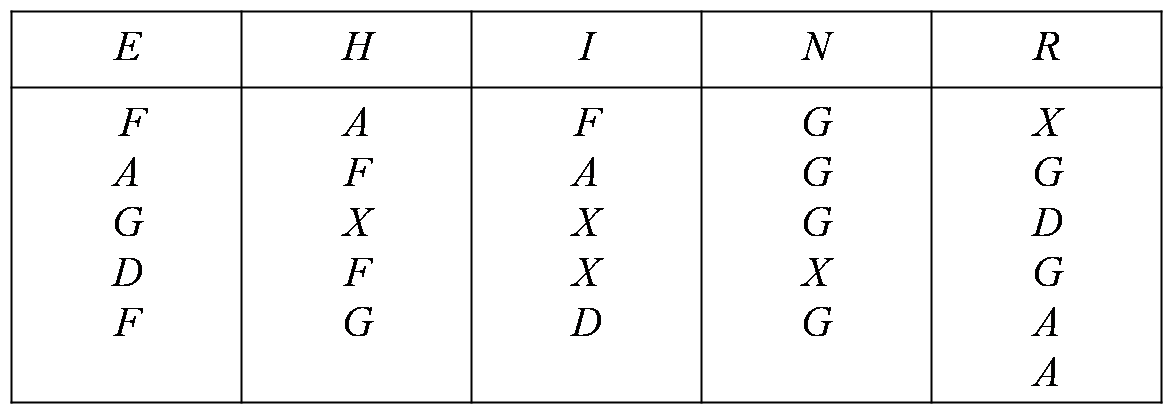 E H I N R
F A F G X
A F A G G
G X X G D
D F X X G
F G D G A
A